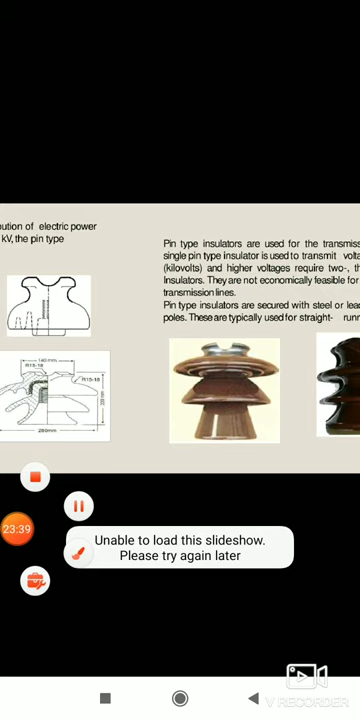 bution of electric power
kV, the pin type
140 mm
R15-18
R15-18
280mm
Pin type insulators are used for the transmiss
single pin type insulator is used to transmit volta
(kilovolts) and higher voltages require two-, th
Insulators. They are not economically feasible for
transmission lines.
Pin type insulators are secured with steel or lead
poles. These are typically used for straight- runn
23:39
Unable to load this slideshow.
Please try again later
V RECORDER